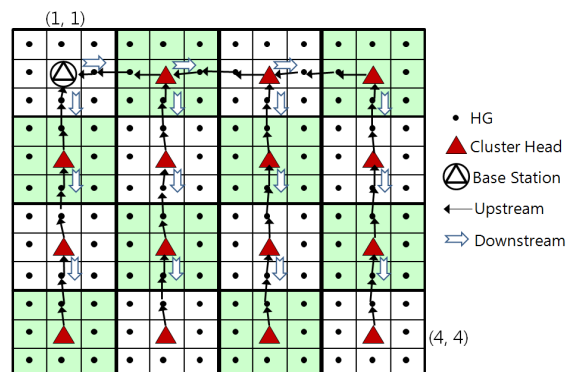 (1, 1)
HG
Cluster Head
Base Station
Upstream
Downstream
(4, 4)